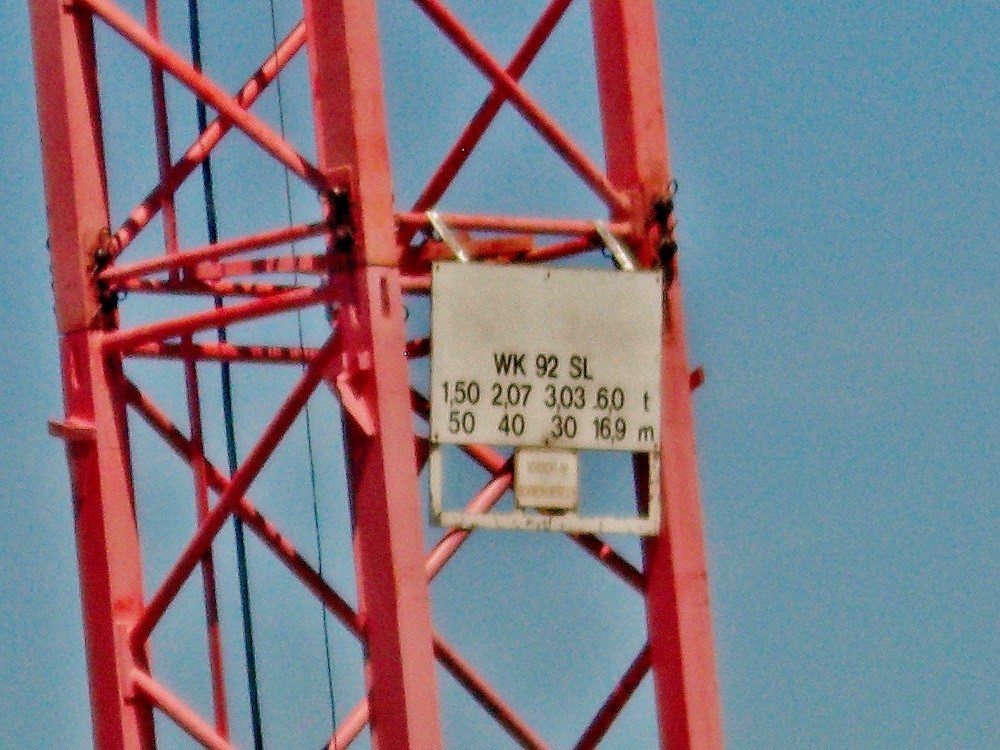 WK 92 SL
1,50 2,07 3,03 6,0 t
50 40 30 16,9 m